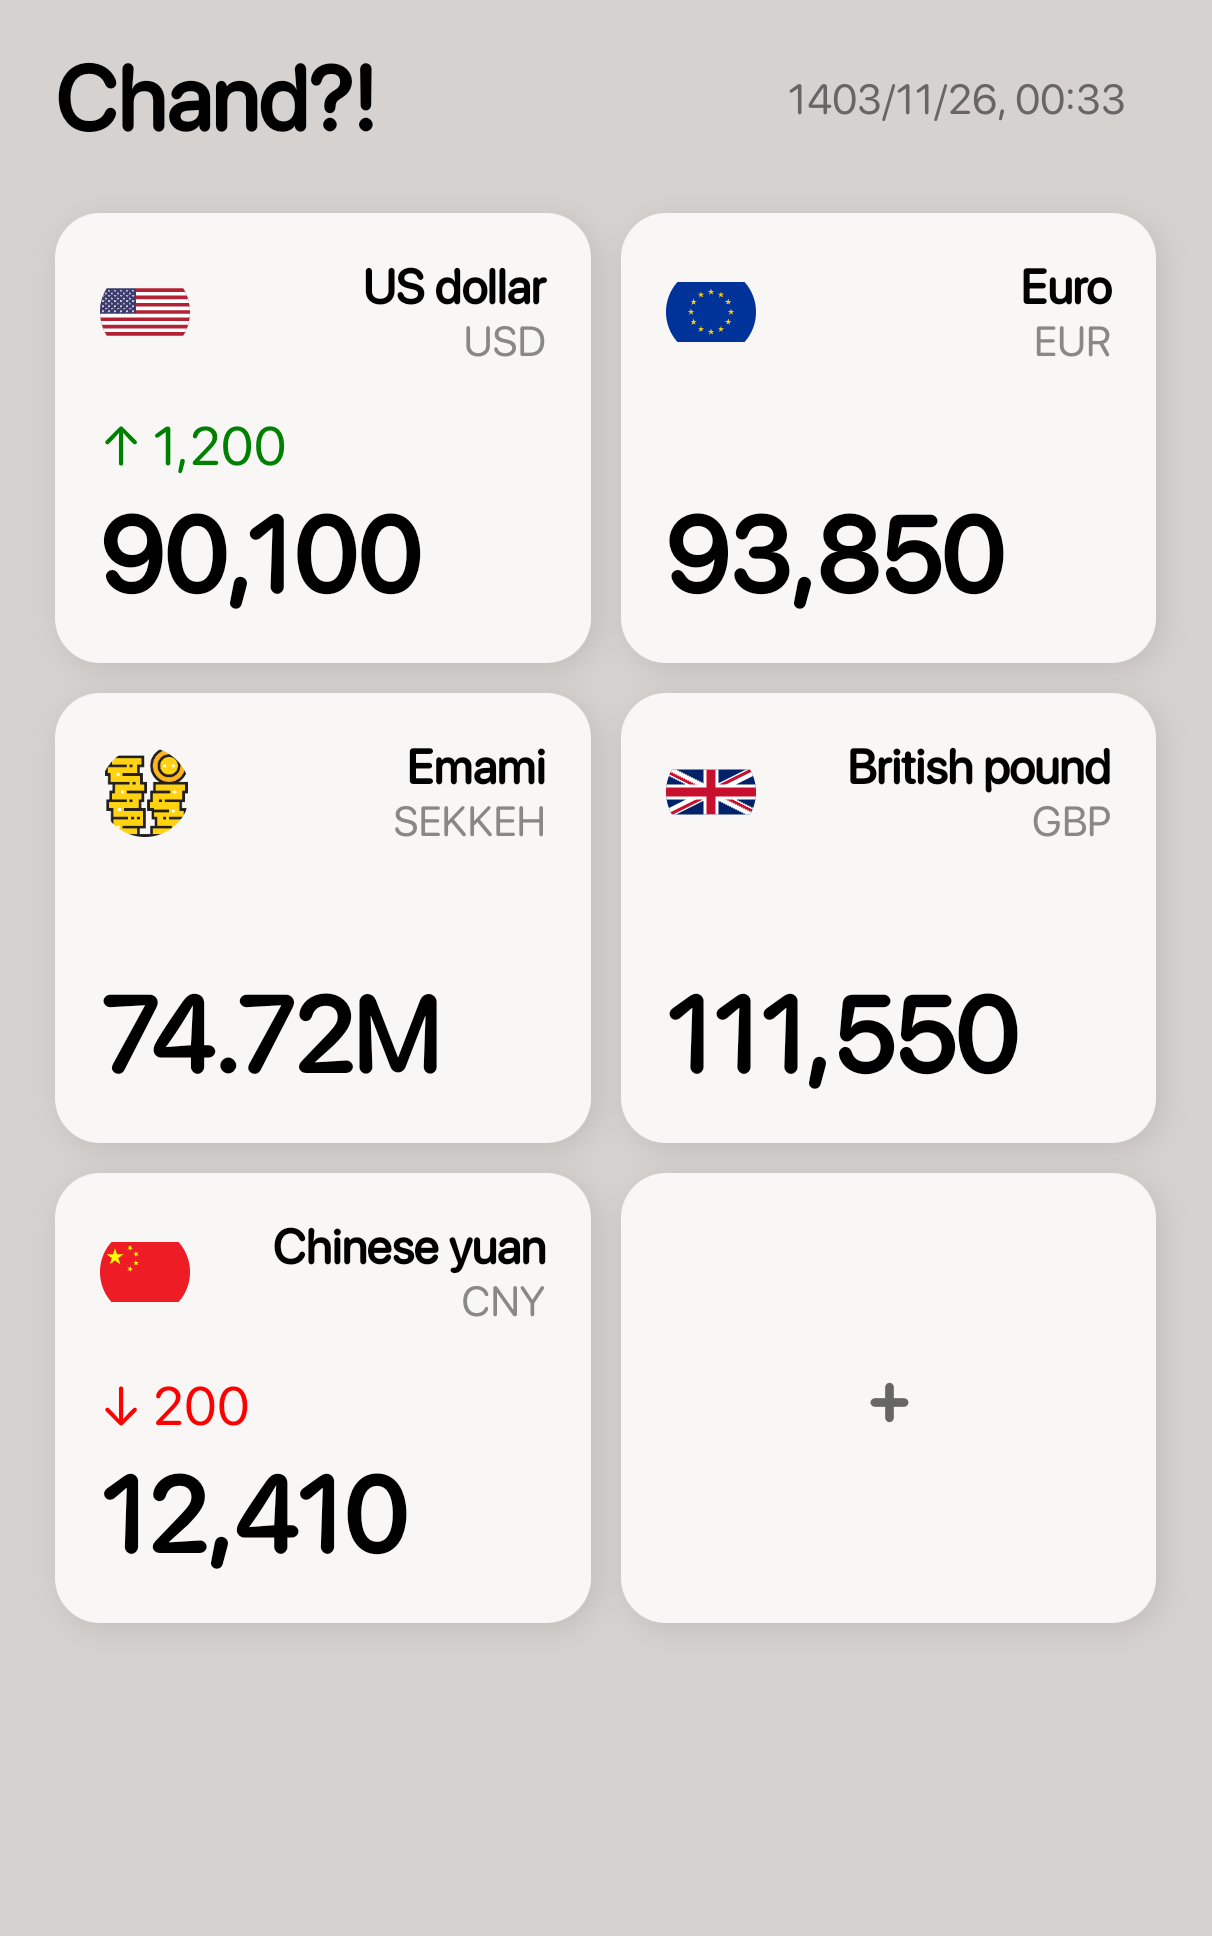 Chand?!
1403/11/26, 00:33
US dollar
USD
↑ 1,200
90,100
Euro
EUR
93,850
Emami
SEKKEH
74.72M
British pound
GBP
111,550
Chinese yuan
CNY
↓ 200
12,410
+